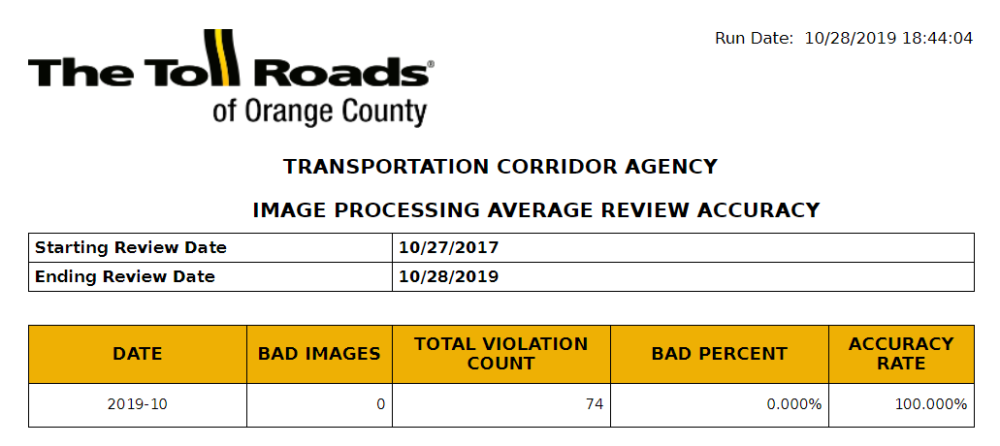 The Toll Roads®
of Orange County
Run Date: 10/28/2019 18:44:04
TRANSPORTATION CORRIDOR AGENCY
IMAGE PROCESSING AVERAGE REVIEW ACCURACY
Starting Review Date 10/27/2017
Ending Review Date 10/28/2019
DATE BAD IMAGES TOTAL VIOLATION COUNT BAD PERCENT ACCURACY RATE
2019-10 0 74 0.000% 100.000%